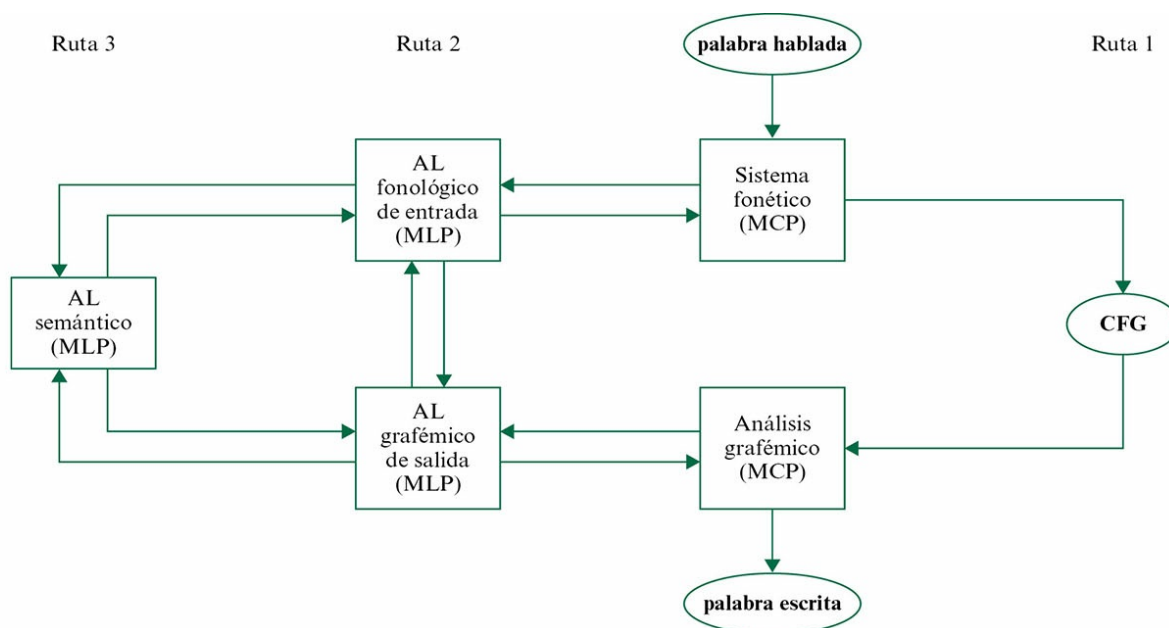 Ruta 3
Ruta 2
palabra hablada
Ruta 1
AL
fonológico
de entrada
(MLP)
Sistema
fonético
(MCP)
AL
semántico
(MLP)
CFG
AL
grafémico
de salida
(MLP)
Análisis
grafémico
(MCP)
palabra escrita